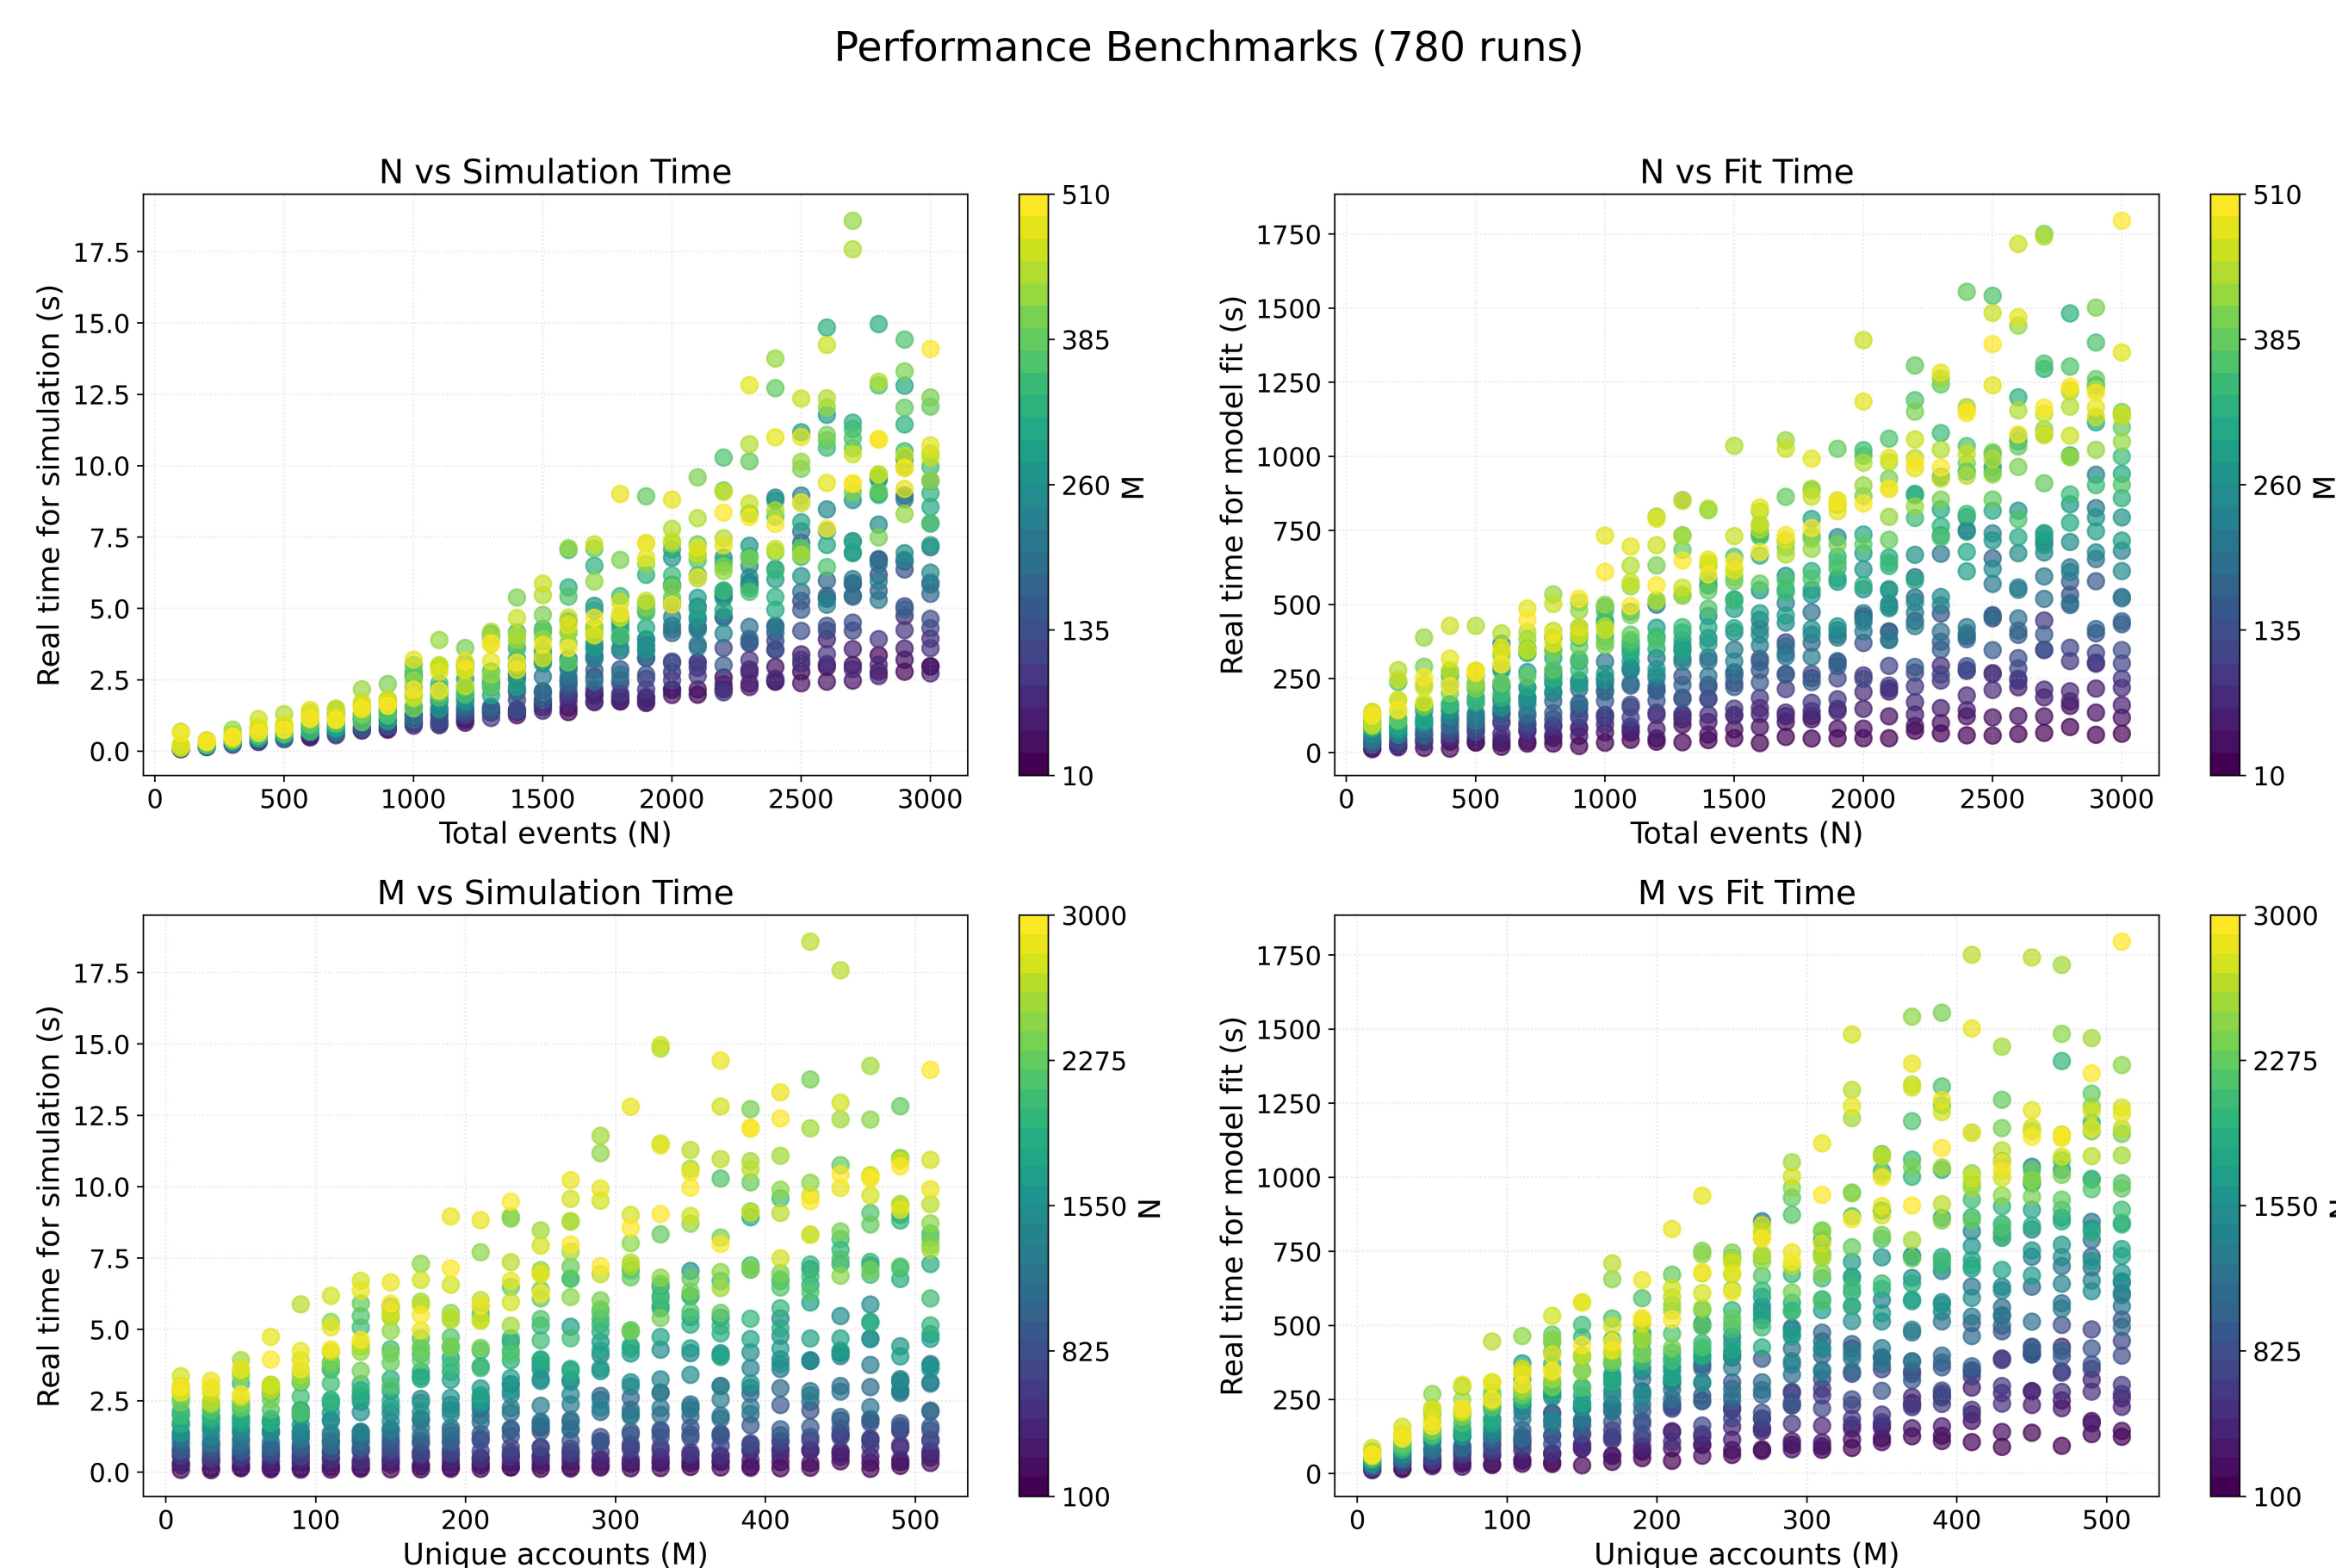 Performance Benchmarks (780 runs)
N vs Simulation Time
Real time for simulation (s)
17.5
15.0
12.5
10.0
7.5
5.0
2.5
0.0
0 500 1000 1500 2000 2500 3000
Total events (N)
510
385
260
135
10
M
N vs Fit Time
Real time for model fit (s)
1750
1500
1250
1000
750
500
250
0
0 500 1000 1500 2000 2500 3000
Total events (N)
510
385
260
135
10
M
M vs Simulation Time
Real time for simulation (s)
17.5
15.0
12.5
10.0
7.5
5.0
2.5
0.0
0 100 200 300 400 500
Unique accounts (M)
3000
2275
1550
825
100
N
M vs Fit Time
Real time for model fit (s)
1750
1500
1250
1000
750
500
250
0
0 100 200 300 400 500
Unique accounts (M)
3000
2275
1550
825
100
N